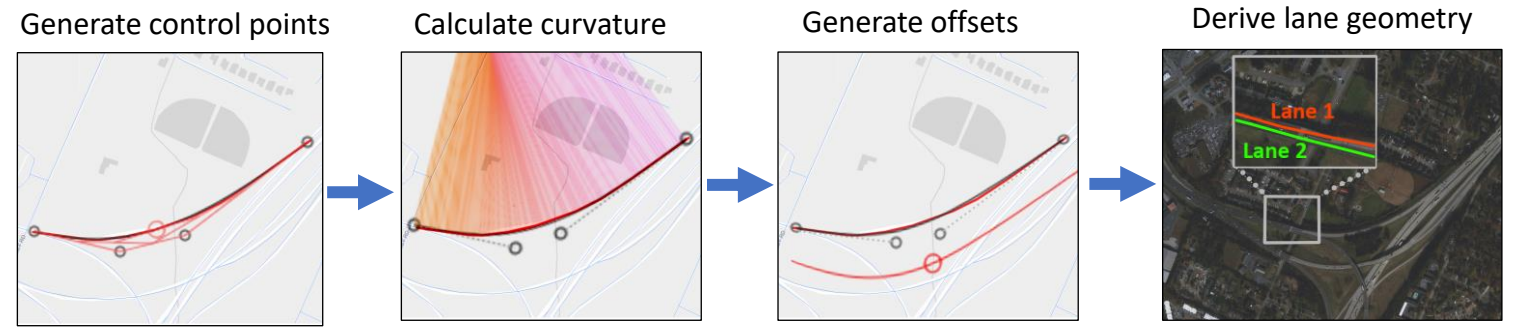 Generate control points
Calculate curvature
Generate offsets
Derive lane geometry
Lane 1
Lane 2